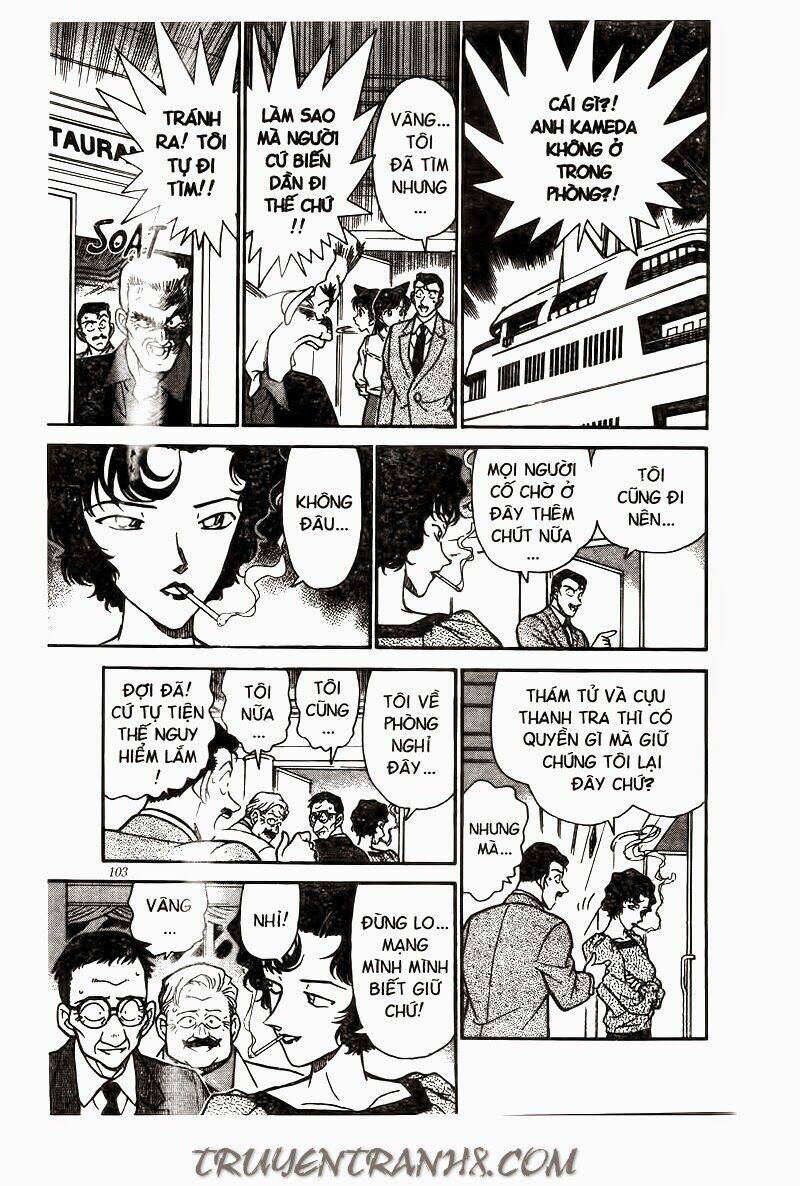 CÁI GÌ?!
ANH KAMEDA
KHÔNG Ở
TRONG
PHÒNG?!
VÂNG...
TÔI
ĐÃ TÌM
NHƯNG
...
LÀM SAO
MÀ NGƯỜI
CỨ BIẾN
DẦN ĐI
THẾ CHỨ
!!
TRÁNH
RA! TÔI
TỰ ĐI
TÌM!!
TAURAN
SOẠT
TÔI
CŨNG ĐI
NÊN...
MỌI NGƯỜI
CỐ CHỜ Ở
ĐÂY THÊM
CHÚT NỮA
...
KHÔNG
ĐÂU...
THÁM TỬ VÀ CỰU
THANH TRA THÌ CÓ
QUYỀN GÌ MÀ GIỮ
CHÚNG TÔI LẠI
ĐÂY CHỨ?
NHƯNG
MÀ...
TÔI VỀ
PHÒNG
NGHỈ
ĐÂY...
TÔI
CŨNG
...
TÔI
NỮA
...
ĐỢI ĐÃ!
CỨ TỰ TIỆN
THẾ NGUY
HIỂM LẮM
!
103
ĐỪNG LO...
MẠNG
MÌNH MÌNH
BIẾT GIỮ
CHỨ!
NHỈ!
VÂNG
...
TRUYENTRANH8.COM